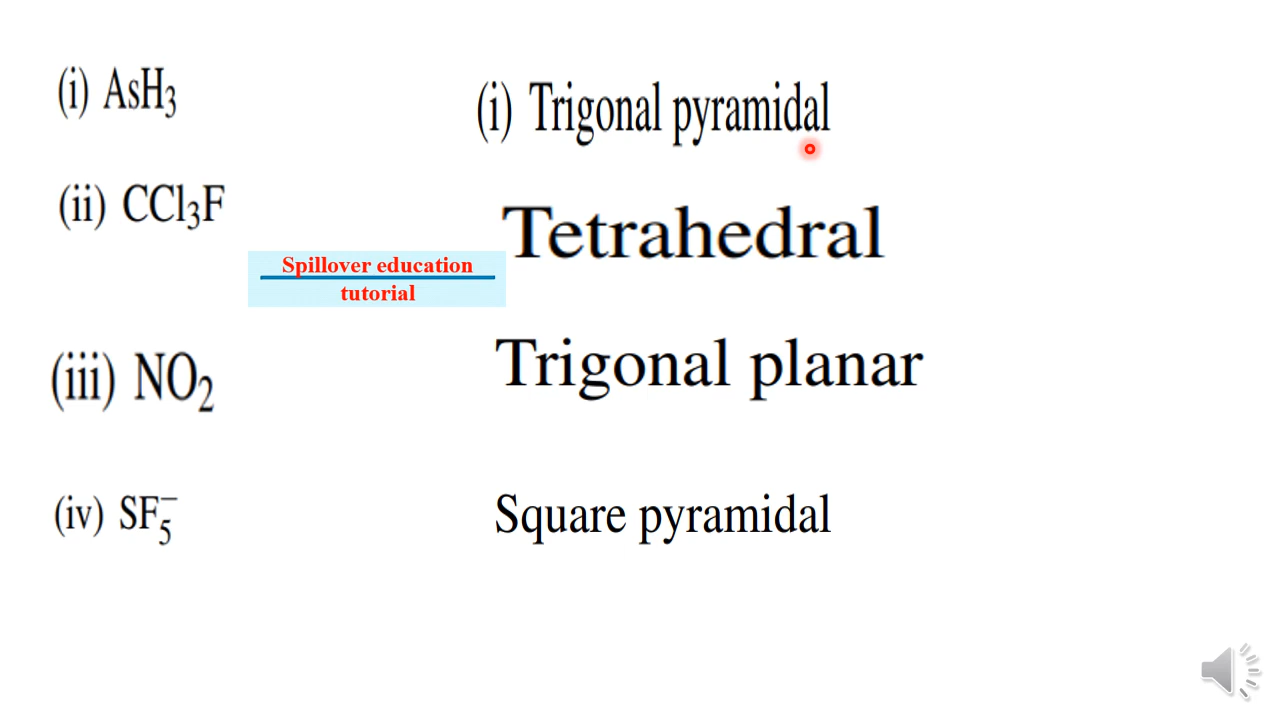 (i) AsH₃
(i) Trigonal pyramidal
(ii) CCl₃F
Tetrahedral
Spillover education
tutorial
(iii) NO₂
Trigonal planar
(iv) SF₅⁻
Square pyramidal